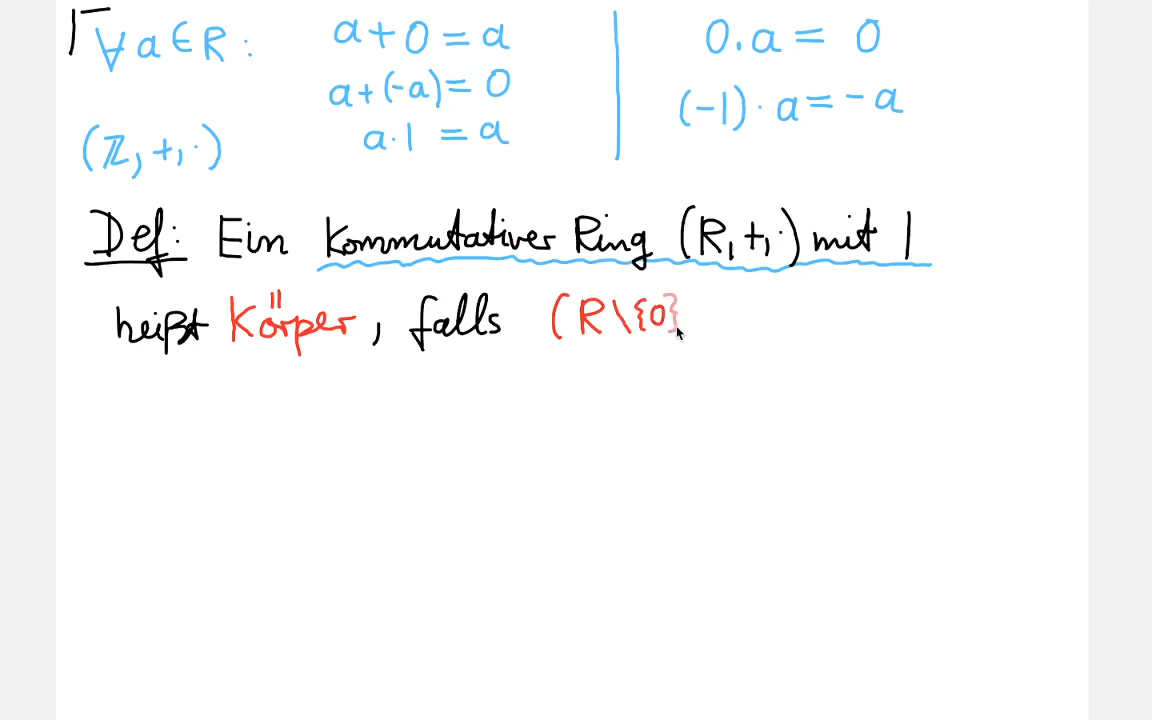 ∀ a ∈ R : a + 0 = a 0 · a = 0
a + (-a) = 0 (-1) · a = -a
(ℤ, +, ·) a · 1 = a
Def: Ein kommutativer Ring (R, +, ·) mit 1
heißt Körper, falls (R \ {0}